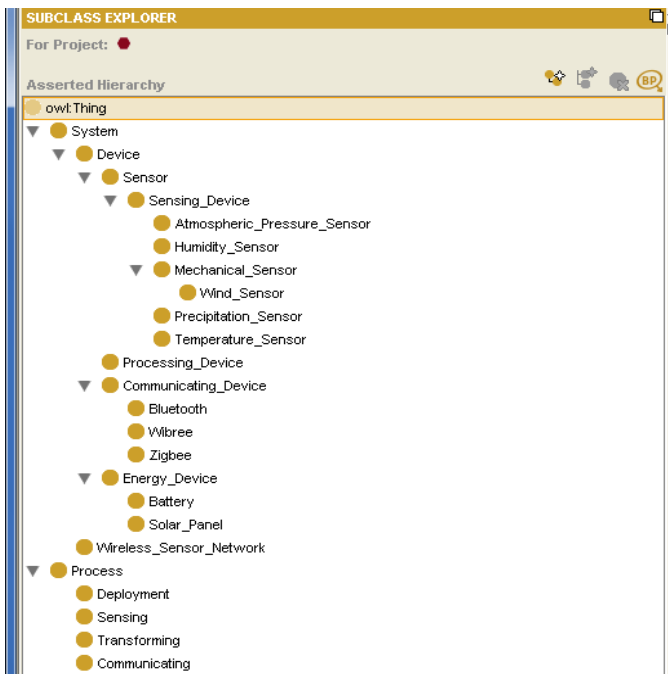 SUBCLASS EXPLORER
For Project:
Asserted Hierarchy
BP
owl:Thing
System
Device
Sensor
Sensing_Device
Atmospheric_Pressure_Sensor
Humidity_Sensor
Mechanical_Sensor
Wind_Sensor
Precipitation_Sensor
Temperature_Sensor
Processing_Device
Communicating_Device
Bluetooth
Wibree
Zigbee
Energy_Device
Battery
Solar_Panel
Wireless_Sensor_Network
Process
Deployment
Sensing
Transforming
Communicating